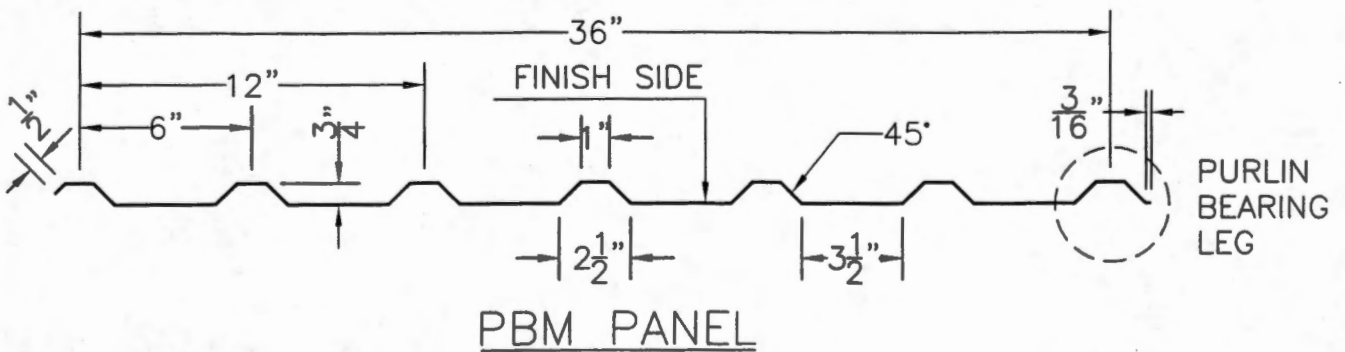 36"
12"
FINISH SIDE
1/2"
6"
3/4"
1"
45°
3/16"
PURLIN
BEARING
LEG
2 1/2"
3 1/2"
PBM PANEL